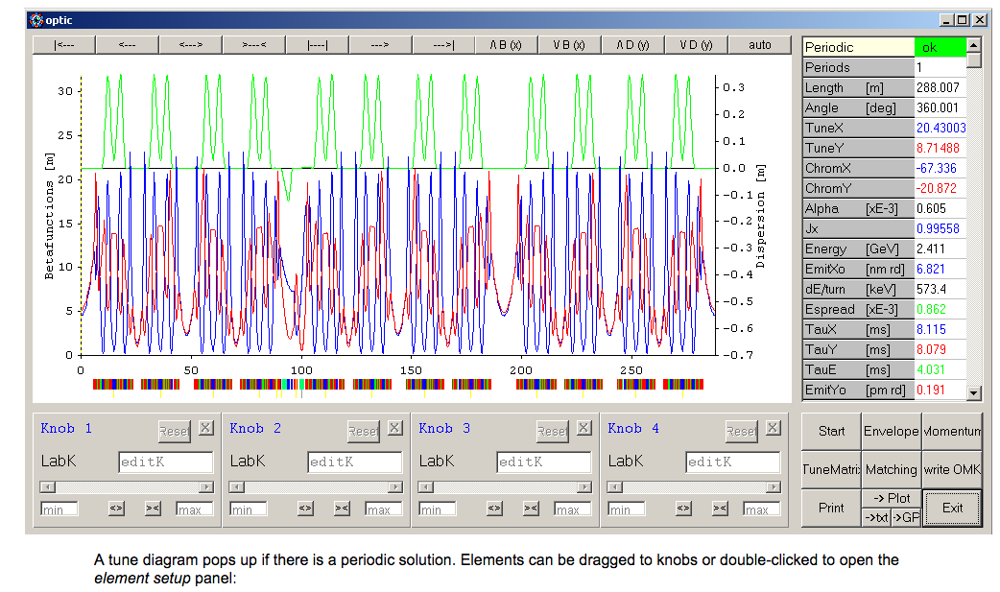 optic
|<--- <--- <---> >---< |----| ---> --->| /\ B (x) V B (x) /\ D (y) V D (y) auto
Betafunctions [m]
30
25
20
15
10
5
0
0 50 100 150 200 250
0.3
0.2
0.1
0.0
-0.1
-0.2
-0.3
-0.4
-0.5
-0.6
-0.7
Dispersion [m]
Periodic ok
Periods 1
Length [m] 288.007
Angle [deg] 360.001
TuneX 20.43003
TuneY 8.71488
ChromX -67.336
ChromY -20.872
Alpha [xE-3] 0.605
Jx 0.99558
Energy [GeV] 2.411
EmitXo [nm rd] 6.821
dE/turn [keV] 573.4
Espread [xE-3] 0.862
TauX [ms] 8.115
TauY [ms] 8.079
TauE [ms] 4.031
EmitYo [pm rd] 0.191
Knob 1 Reset X
LabK editK
min <> >< max
Knob 2 Reset X
LabK editK
min <> >< max
Knob 3 Reset X
LabK editK
min <> >< max
Knob 4 Reset X
LabK editK
min <> >< max
Start Envelope Momentum
TuneMatrix Matching write OMK
Print -> Plot Exit
->txt ->GP
A tune diagram pops up if there is a periodic solution. Elements can be dragged to knobs or double-clicked to open the
element setup panel: